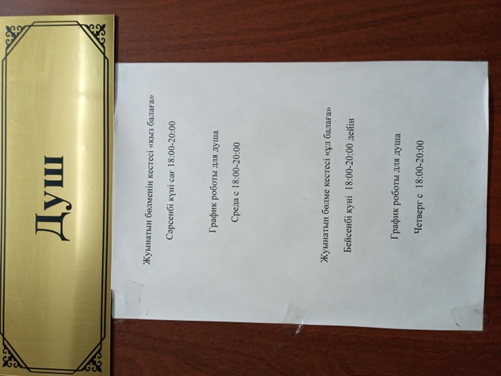 Душ
Жуынатын бөлменің кестесі «қыз балаға»
Сәрсенбі күні сағ 18:00-20:00
График роботы для душа
Среда с 18:00-20:00
Жуынатын бөлме кестесі «ұл балаға»
Бейсенбі куні 18:00-20:00 дейін
График роботы для душа
Четверг с 18:00-20:00